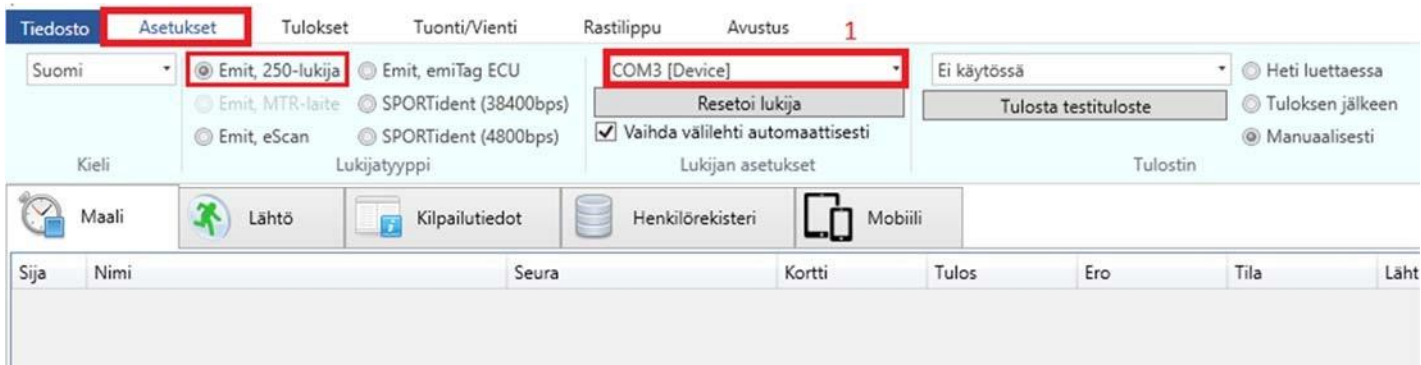 Tiedosto Asetukset Tulokset Tuonti/Vienti Rastilippu Avustus 1
Suomi Emit, 250-lukija Emit, emiTag ECU COM3 [Device] Ei käytössä Heti luettaessa
Emit, MTR-laite SPORTident (38400bps) Resetoi lukija Tulosta testituloste Tuloksen jälkeen
Emit, eScan SPORTident (4800bps) Vaihda välilehti automaattisesti Manuaalisesti
Kieli Lukijatyyppi Lukijan asetukset Tulostin
Maali Lähtö Kilpailutiedot Henkilörekisteri Mobiili
Sija Nimi Seura Kortti Tulos Ero Tila Läht